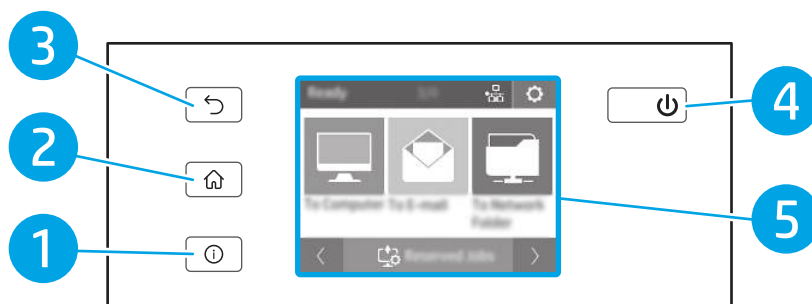 3
2
1
4
5
Ready
To Computer
To E-mail
To Network
Folder
Reserved Jobs